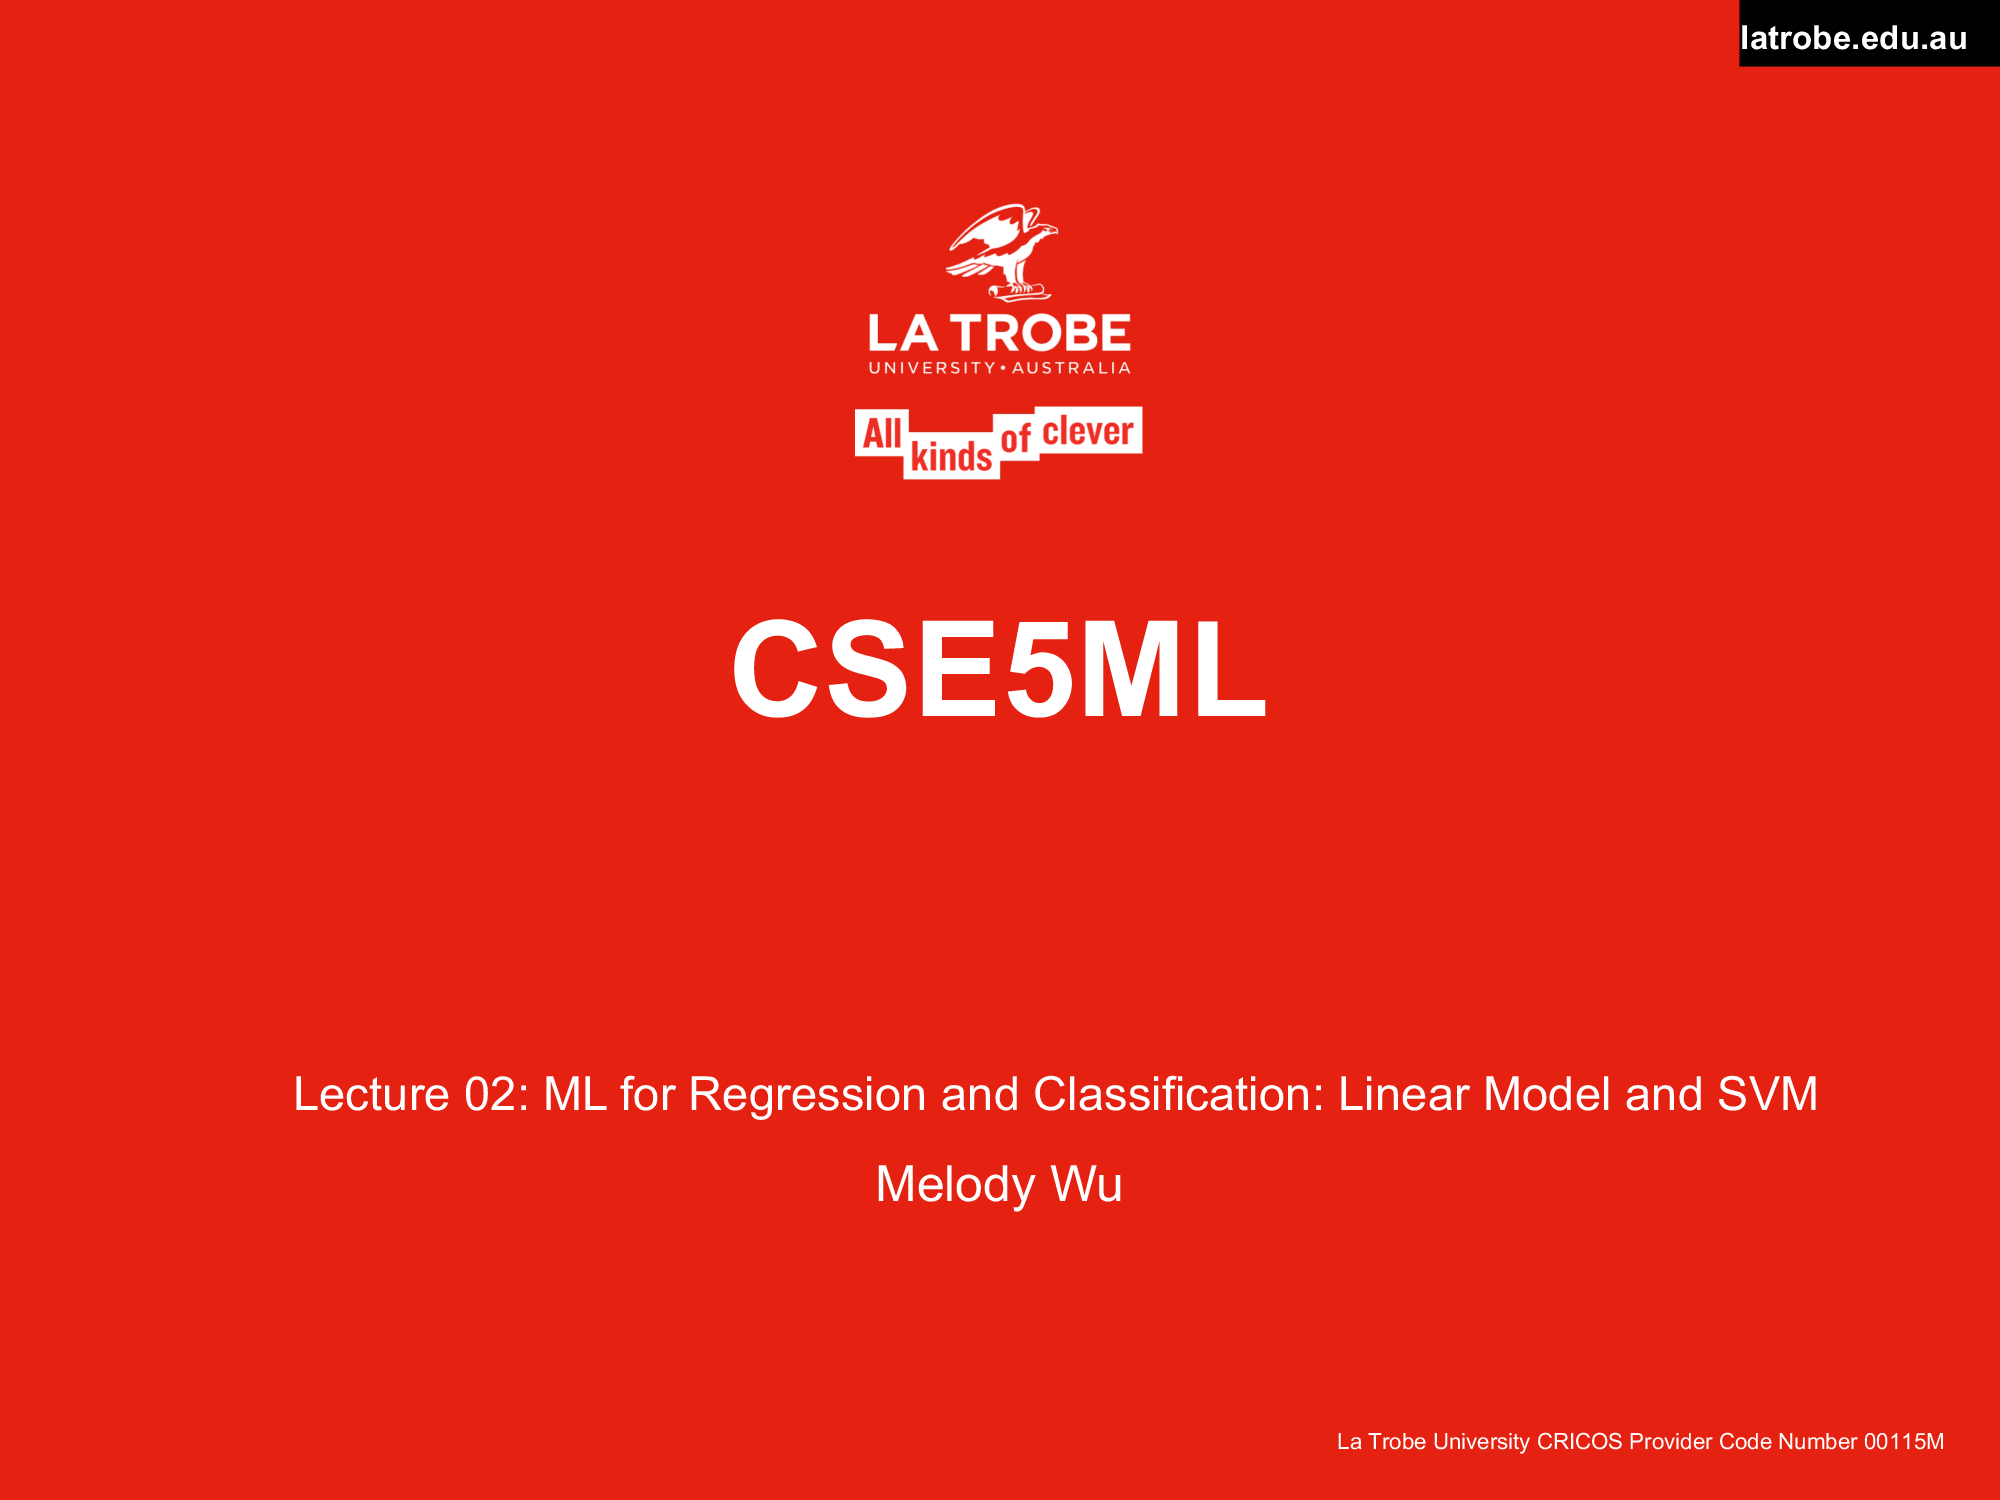 latrobe.edu.au
LA TROBE
UNIVERSITY • AUSTRALIA
All kinds of clever
CSE5ML
Lecture 02: ML for Regression and Classification: Linear Model and SVM
Melody Wu
La Trobe University CRICOS Provider Code Number 00115M